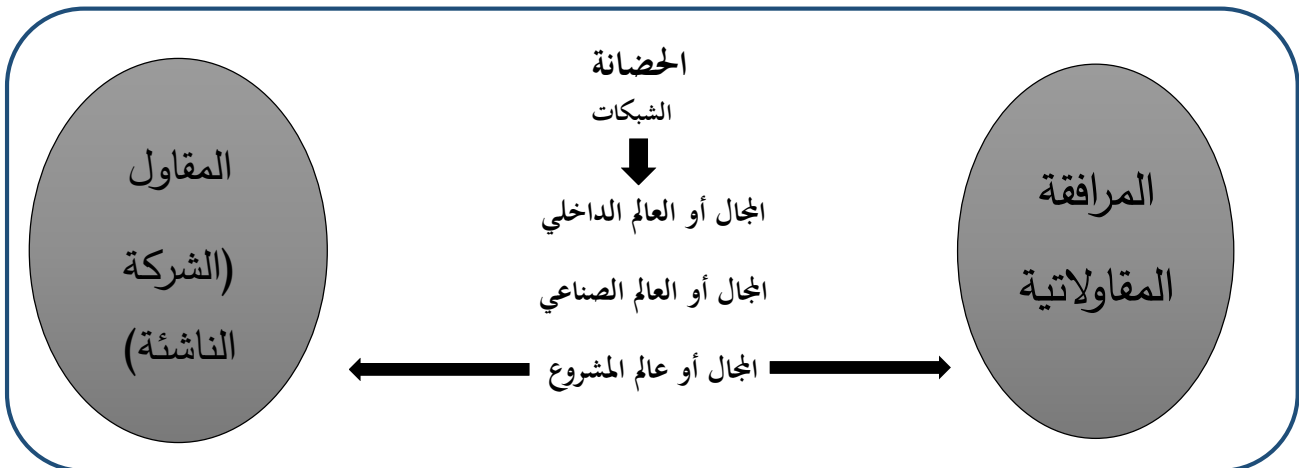 الحضانة
الشبكات
المرافقة
المقاولاتية
المجال أو العالم الداخلي
المجال أو العالم الصناعي
المجال أو عالم المشروع
المقاول
(الشركة
الناشئة)